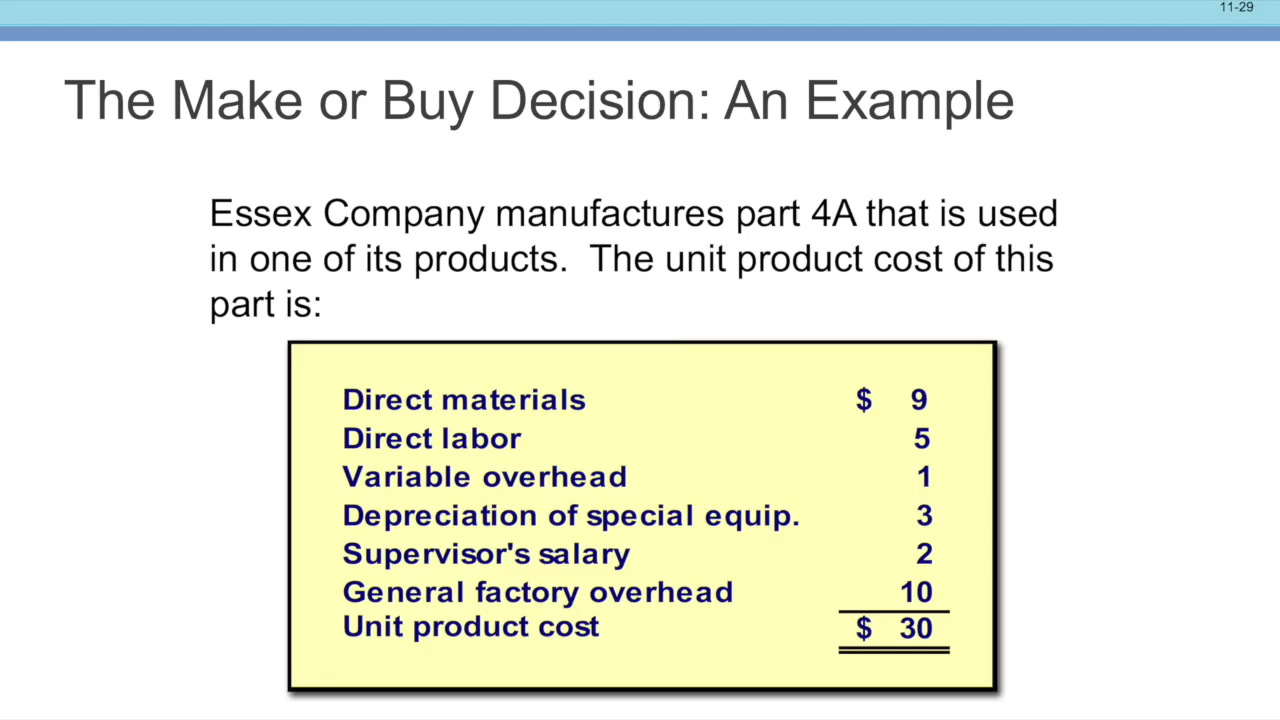 11-29
The Make or Buy Decision: An Example
Essex Company manufactures part 4A that is used
in one of its products.  The unit product cost of this
part is:
Direct materials $ 9
Direct labor 5
Variable overhead 1
Depreciation of special equip. 3
Supervisor's salary 2
General factory overhead 10
Unit product cost $ 30